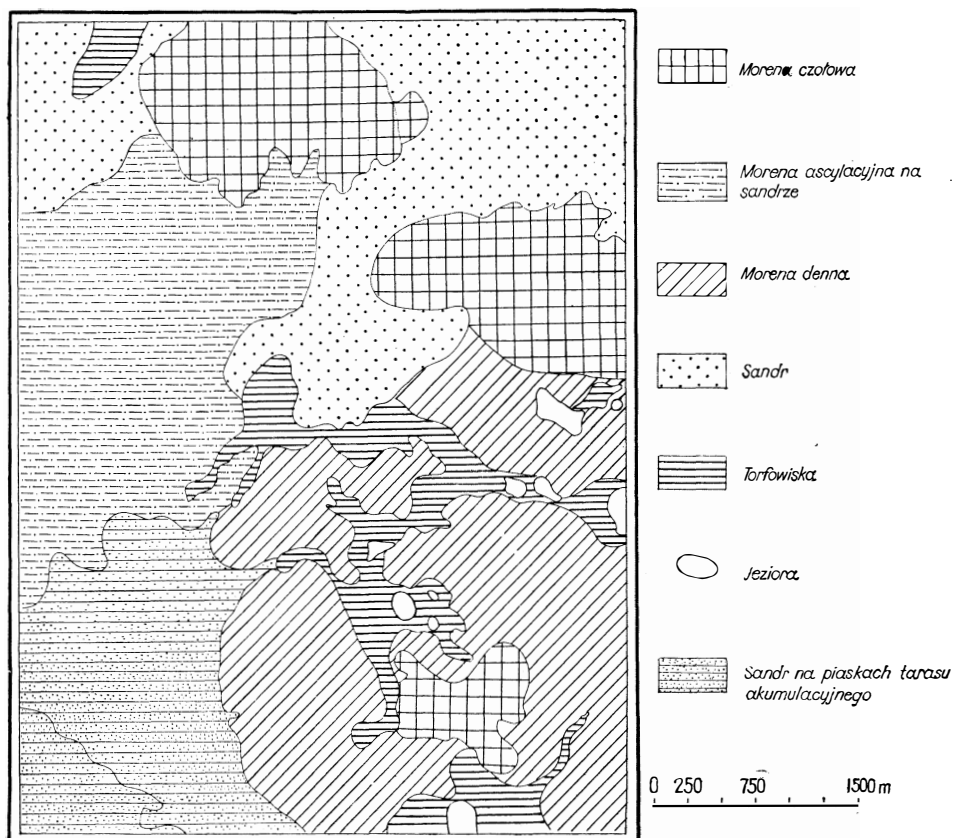 Morena czołowa
Morena ascylacyjna na
sandrze
Morena denna
Sandr
Torfowiska
Jeziora
Sandr na piaskach tarasu
akumulacyjnego
0 250 750 1500 m